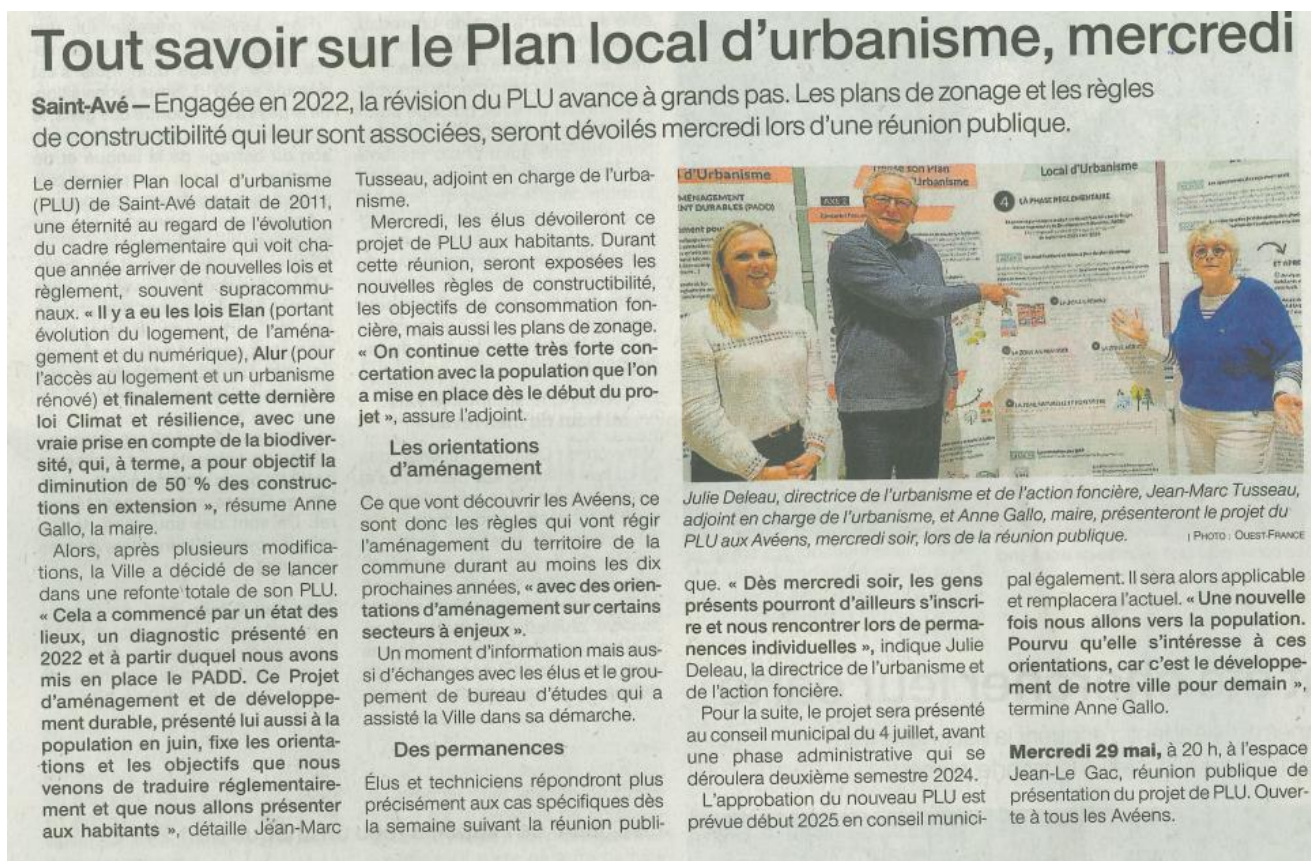 Tout savoir sur le Plan local d'urbanisme, mercredi
Saint-Avé — Engagée en 2022, la révision du PLU avance à grands pas. Les plans de zonage et les règles
de constructibilité qui leur sont associées, seront dévoilés mercredi lors d'une réunion publique.
Le dernier Plan local d'urbanisme
(PLU) de Saint-Avé datait de 2011,
une éternité au regard de l'évolution
du cadre réglementaire qui voit cha-
que année arriver de nouvelles lois et
règlement, souvent supracommu-
naux. « Il y a eu les lois Elan (portant
évolution du logement, de l'aména-
gement et du numérique), Alur (pour
l'accès au logement et un urbanisme
rénové) et finalement cette dernière
loi Climat et résilience, avec une
vraie prise en compte de la biodiver-
sité, qui, à terme, a pour objectif la
diminution de 50 % des construc-
tions en extension », résume Anne
Gallo, la maire.
Alors, après plusieurs modifica-
tions, la Ville a décidé de se lancer
dans une refonte totale de son PLU.
« Cela a commencé par un état des
lieux, un diagnostic présenté en
2022 et à partir duquel nous avons
mis en place le PADD. Ce Projet
d'aménagement et de développe-
ment durable, présenté lui aussi à la
population en juin, fixe les orienta-
tions et les objectifs que nous
venons de traduire réglementaire-
ment et que nous allons présenter
aux habitants », détaille Jean-Marc
Tusseau, adjoint en charge de l'urba-
nisme.
Mercredi, les élus dévoileront ce
projet de PLU aux habitants. Durant
cette réunion, seront exposées les
nouvelles règles de constructibilité,
les objectifs de consommation fon-
cière, mais aussi les plans de zonage.
« On continue cette très forte con-
certation avec la population que l'on
a mise en place dès le début du pro-
jet », assure l'adjoint.
Les orientations
d'aménagement
Ce que vont découvrir les Avéens, ce
sont donc les règles qui vont régir
l'aménagement du territoire de la
commune durant au moins les dix
prochaines années, « avec des orien-
tations d'aménagement sur certains
secteurs à enjeux ».
Un moment d'information mais aus-
si d'échanges avec les élus et le grou-
pement de bureau d'études qui a
assisté la Ville dans sa démarche.
Des permanences
Élus et techniciens répondront plus
précisément aux cas spécifiques dès
la semaine suivant la réunion publi-
d'Urbanisme
MÉNAGEMENT
NT DURABLES (PADD)
son Plan
Urbanisme
AXE 2
Local d'Urbanisme
4 LA PHASE RÉGLEMENTAIRE
ET APRÈ
Julie Deleau, directrice de l'urbanisme et de l'action foncière, Jean-Marc Tusseau,
adjoint en charge de l'urbanisme, et Anne Gallo, maire, présenteront le projet du
PLU aux Avéens, mercredi soir, lors de la réunion publique.
| PHOTO : OUEST-FRANCE
que. « Dès mercredi soir, les gens
présents pourront d'ailleurs s'inscri-
re et nous rencontrer lors de perma-
nences individuelles », indique Julie
Deleau, la directrice de l'urbanisme et
de l'action foncière.
Pour la suite, le projet sera présenté
au conseil municipal du 4 juillet, avant
une phase administrative qui se
déroulera deuxième semestre 2024.
L'approbation du nouveau PLU est
prévue début 2025 en conseil munici-
pal également. Il sera alors applicable
et remplacera l'actuel. « Une nouvelle
fois nous allons vers la population.
Pourvu qu'elle s'intéresse à ces
orientations, car c'est le développe-
ment de notre ville pour demain »,
termine Anne Gallo.
Mercredi 29 mai, à 20 h, à l'espace
Jean-Le Gac, réunion publique de
présentation du projet de PLU. Ouver-
te à tous les Avéens.